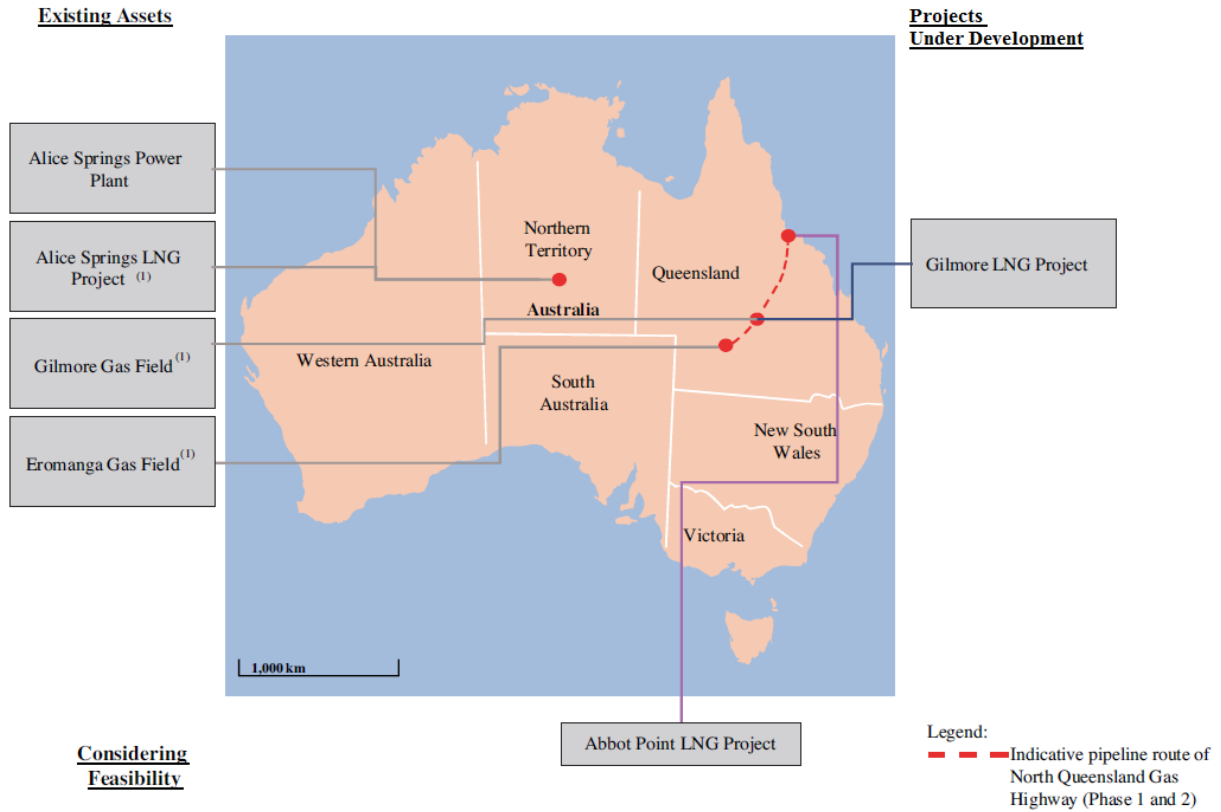 Existing Assets
Projects
Under Development
Alice Springs Power
Plant
Alice Springs LNG
Project (1)
Gilmore Gas Field(1)
Eromanga Gas Field(1)
Northern
Territory
Queensland
Australia
Western Australia
South
Australia
New South
Wales
Victoria
1,000 km
Gilmore LNG Project
Considering
Feasibility
Abbot Point LNG Project
Legend:
Indicative pipeline route of
North Queensland Gas
Highway (Phase 1 and 2)